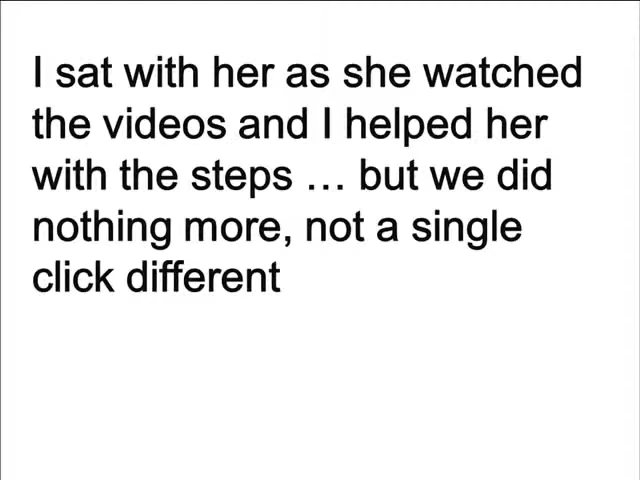 I sat with her as she watched
the videos and I helped her
with the steps … but we did
nothing more, not a single
click different